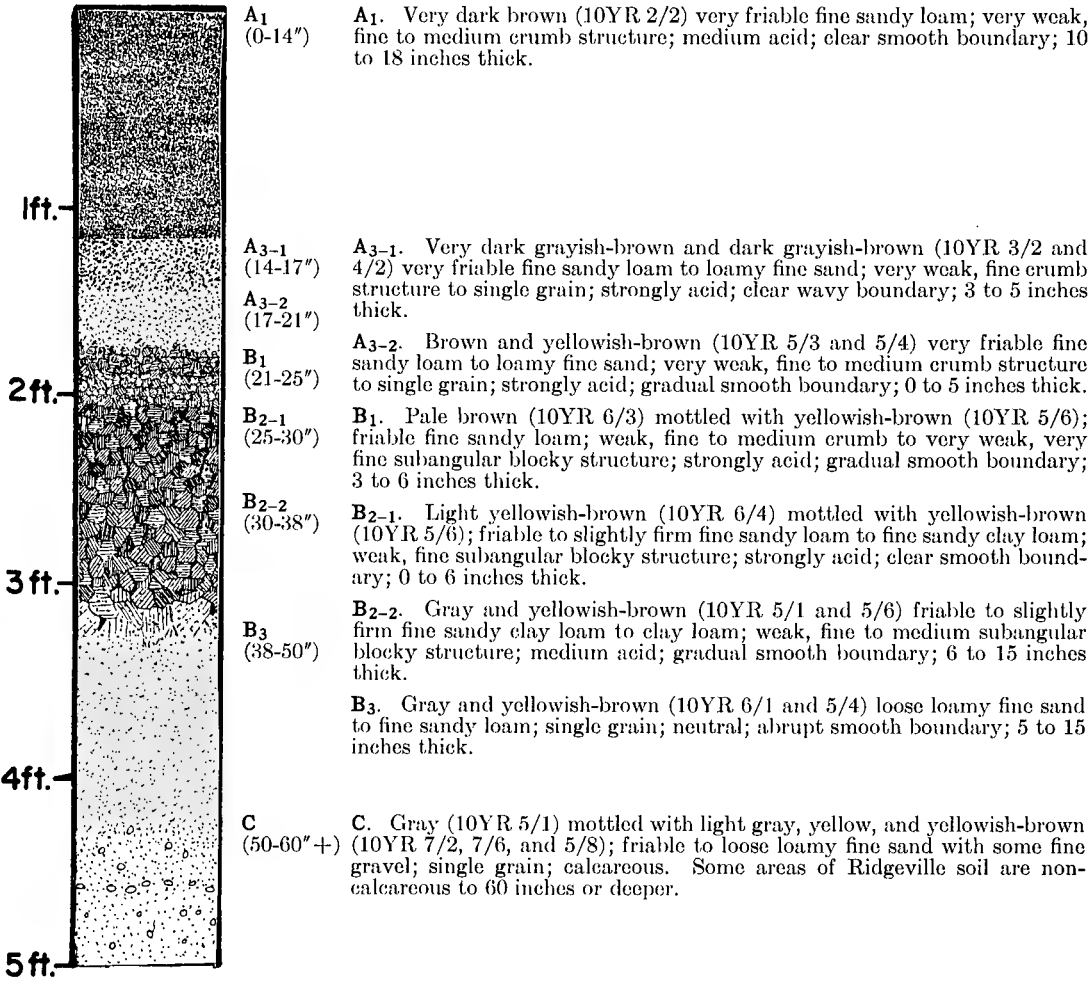 A1
(0-14″)
A1. Very dark brown (10YR 2/2) very friable fine sandy loam; very weak,
fine to medium crumb structure; medium acid; clear smooth boundary; 10
to 18 inches thick.
1ft.
A3-1
(14-17″)
A3-1. Very dark grayish-brown and dark grayish-brown (10YR 3/2 and
4/2) very friable fine sandy loam to loamy fine sand; very weak, fine crumb
structure to single grain; strongly acid; clear wavy boundary; 3 to 5 inches
thick.
A3-2
(17-21″)
A3-2. Brown and yellowish-brown (10YR 5/3 and 5/4) very friable fine
sandy loam to loamy fine sand; very weak, fine to medium crumb structure
to single grain; strongly acid; gradual smooth boundary; 0 to 5 inches thick.
B1
(21-25″)
2ft.
B1. Pale brown (10YR 6/3) mottled with yellowish-brown (10YR 5/6);
friable fine sandy loam; weak, fine to medium crumb to very weak, very
fine subangular blocky structure; strongly acid; gradual smooth boundary;
3 to 6 inches thick.
B2-1
(25-30″)
B2-1. Light yellowish-brown (10YR 6/4) mottled with yellowish-brown
(10YR 5/6); friable to slightly firm fine sandy loam to fine sandy clay loam;
weak, fine subangular blocky structure; strongly acid; clear smooth bound-
ary; 0 to 6 inches thick.
B2-2
(30-38″)
3ft.
B2-2. Gray and yellowish-brown (10YR 5/1 and 5/6) friable to slightly
firm fine sandy clay loam to clay loam; weak, fine to medium subangular
blocky structure; medium acid; gradual smooth boundary; 6 to 15 inches
thick.
B3
(38-50″)
B3. Gray and yellowish-brown (10YR 6/1 and 5/4) loose loamy fine sand
to fine sandy loam; single grain; neutral; abrupt smooth boundary; 5 to 15
inches thick.
4ft.
C
(50-60″+)
C. Gray (10YR 5/1) mottled with light gray, yellow, and yellowish-brown
(10YR 7/2, 7/6, and 5/8); friable to loose loamy fine sand with some fine
gravel; single grain; calcareous. Some areas of Ridgeville soil are non-
calcareous to 60 inches or deeper.
5ft.